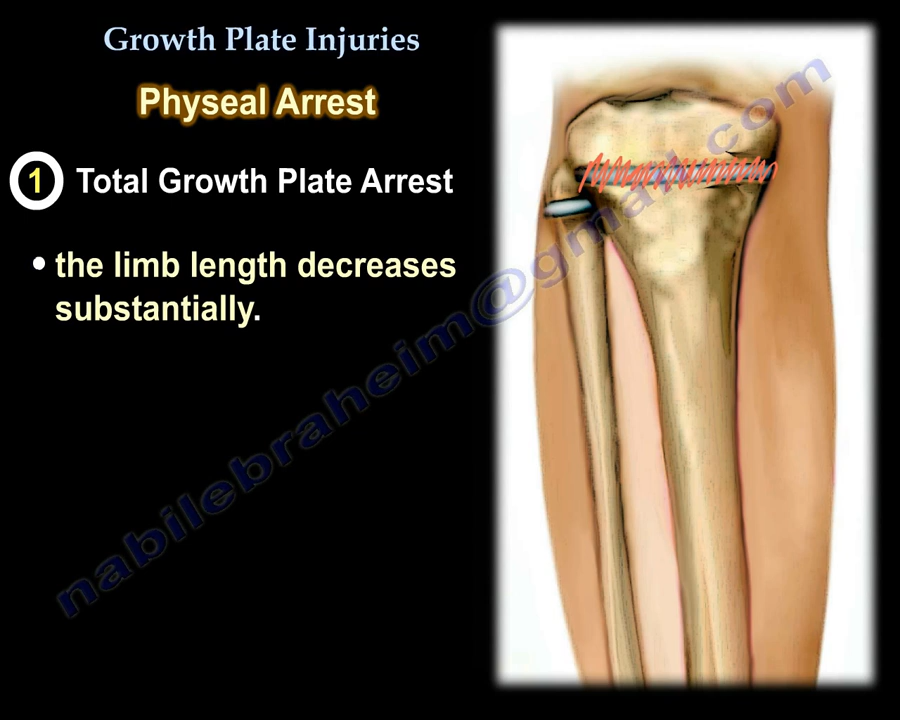 Growth Plate Injuries
Physeal Arrest
1 Total Growth Plate Arrest
• the limb length decreases
substantially.
nabilebraheim@gmail.com